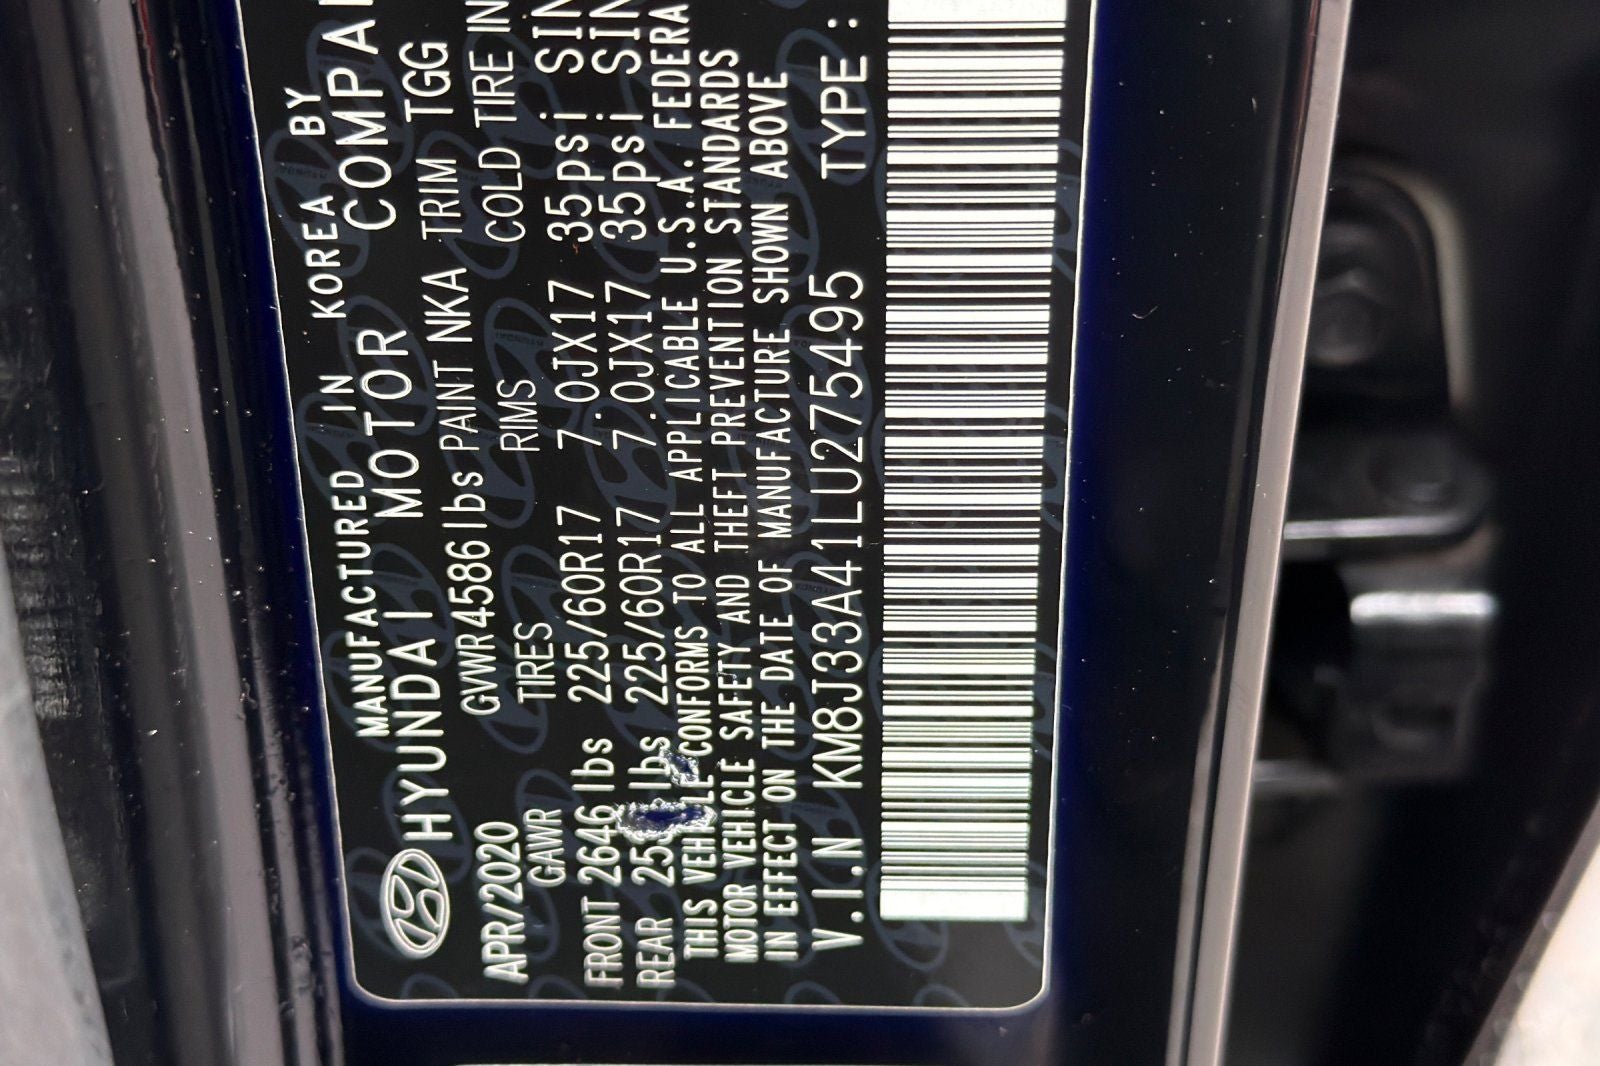 MANUFACTURED IN KOREA BY
HYUNDAI MOTOR COMPA
APR/2020 GVWR 4586 lbs PAINT NKA TRIM TGG
GAWR TIRES RIMS COLD TIRE IN
FRONT 2646 lbs 225/60R17 7.0JX17 35psi SIN
REAR lbs 225/60R17 7.0JX17 35psi SIN
THIS VEHICLE CONFORMS TO ALL APPLICABLE U.S.A. FEDERA
MOTOR VEHICLE SAFETY AND THEFT PREVENTION STANDARDS
IN EFFECT ON THE DATE OF MANUFACTURE SHOWN ABOVE
V.I.N KM8J33A41LU275495 TYPE :